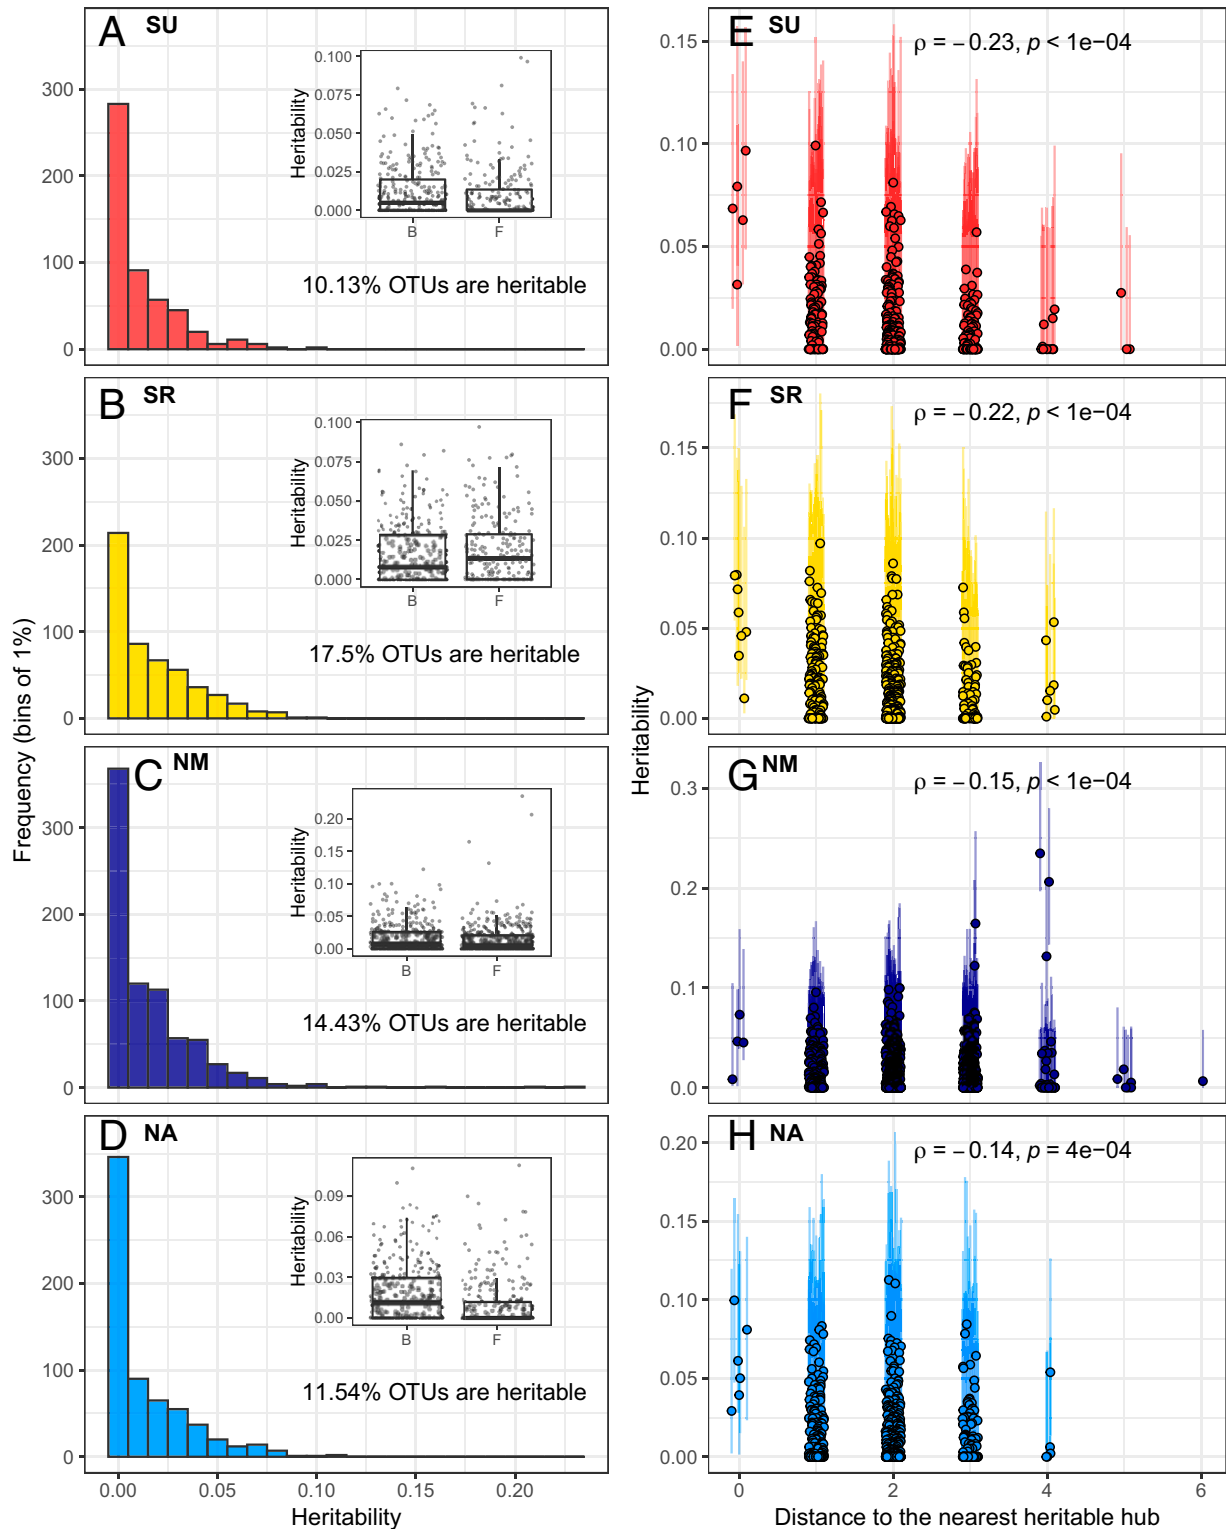 A SU
300
200
100
0
Heritability
0.100
0.075
0.050
0.025
0.000
B F
10.13% OTUs are heritable
B SR
300
200
100
0
Heritability
0.100
0.075
0.050
0.025
0.000
B F
17.5% OTUs are heritable
C NM
300
200
100
0
Heritability
0.20
0.15
0.10
0.05
0.00
B F
14.43% OTUs are heritable
D NA
300
200
100
0
Heritability
0.09
0.06
0.03
0.00
B F
11.54% OTUs are heritable
0.00 0.05 0.10 0.15 0.20
Heritability
Frequency (bins of 1%)
E SU
ρ = −0.23, p < 1e−04
0.15
0.10
0.05
0.00
F SR
ρ = −0.22, p < 1e−04
0.15
0.10
0.05
0.00
G NM
ρ = −0.15, p < 1e−04
0.3
0.2
0.1
0.0
H NA
ρ = −0.14, p = 4e−04
0.20
0.15
0.10
0.05
0.00
0 2 4 6
Distance to the nearest heritable hub
Heritability